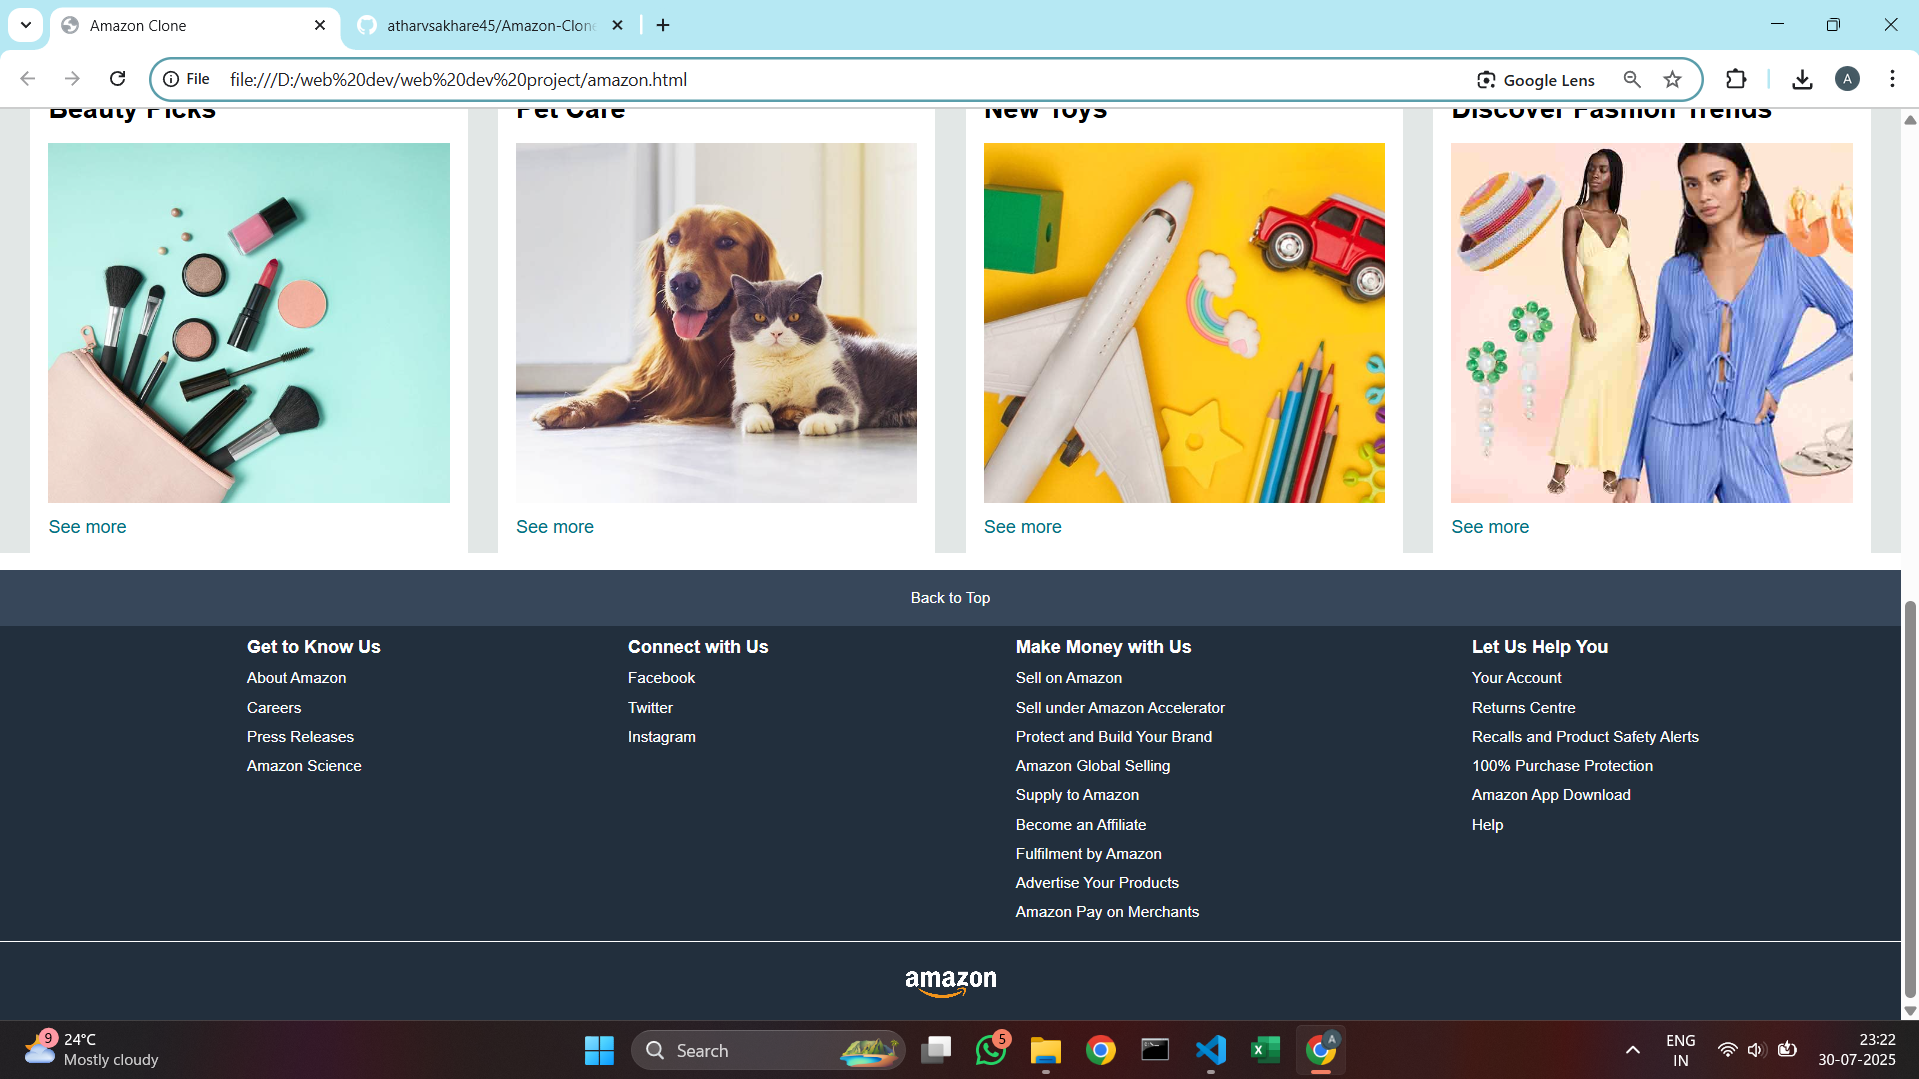 Amazon Clone
atharvsakhare45/Amazon-Clone
File
file:///D:/web%20dev/web%20dev%20project/amazon.html
Google Lens
A
Beauty Picks
Pet Care
New Toys
Discover Fashion Trends
See more
See more
See more
See more
Back to Top
Get to Know Us
About Amazon
Careers
Press Releases
Amazon Science
Connect with Us
Facebook
Twitter
Instagram
Make Money with Us
Sell on Amazon
Sell under Amazon Accelerator
Protect and Build Your Brand
Amazon Global Selling
Supply to Amazon
Become an Affiliate
Fulfilment by Amazon
Advertise Your Products
Amazon Pay on Merchants
Let Us Help You
Your Account
Returns Centre
Recalls and Product Safety Alerts
100% Purchase Protection
Amazon App Download
Help
amazon
9
24°C
Mostly cloudy
Search
5
A
ENG
IN
23:22
30-07-2025